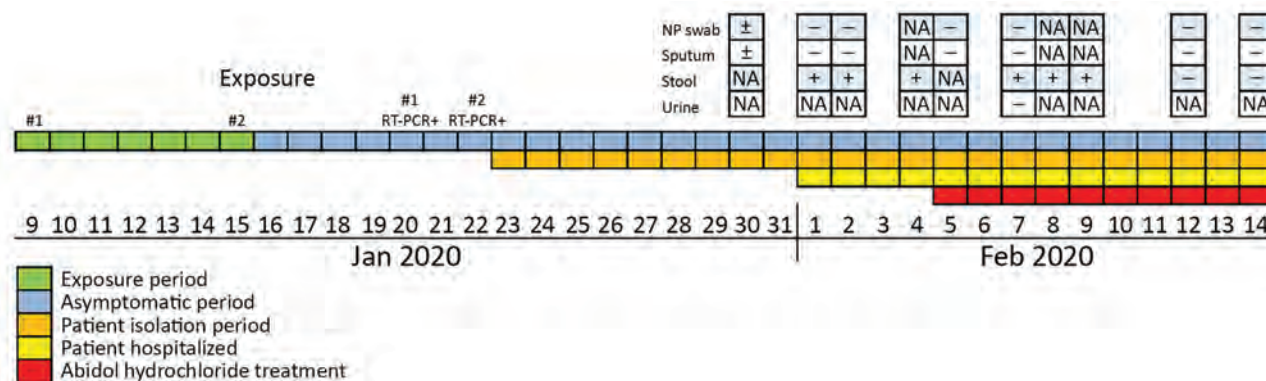 NP swab ± – – NA – – NA NA – –
Sputum ± – – NA – – NA NA – –
Exposure
Stool NA + + + NA + + + – –
#1 #2
Urine NA NA NA NA NA – NA NA NA NA
#1 #2 RT-PCR+ RT-PCR+
9 10 11 12 13 14 15 16 17 18 19 20 21 22 23 24 25 26 27 28 29 30 31 1 2 3 4 5 6 7 8 9 10 11 12 13 14
Jan 2020 Feb 2020
Exposure period
Asymptomatic period
Patient isolation period
Patient hospitalized
Abidol hydrochloride treatment